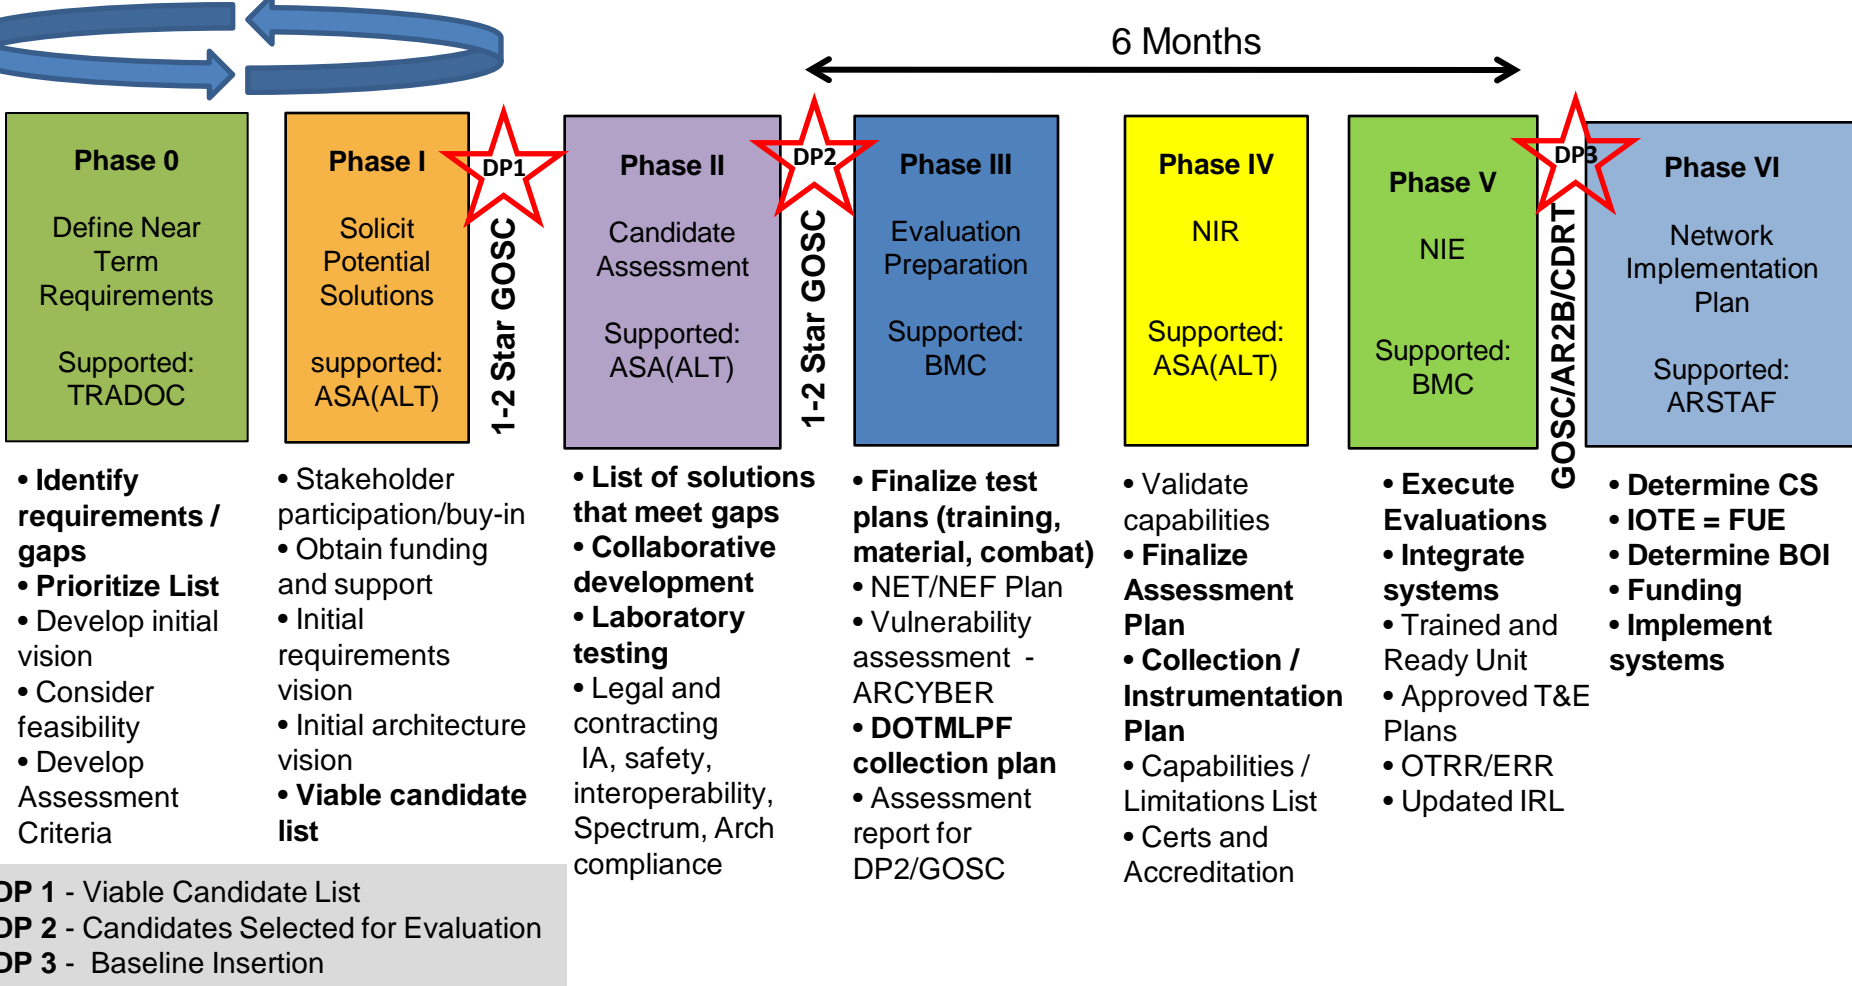 6 Months
Phase 0
Define Near
Term
Requirements
Supported:
TRADOC
Phase I
Solicit
Potential
Solutions
supported:
ASA(ALT)
DP1
1-2 Star GOSC
Phase II
Candidate
Assessment
Supported:
ASA(ALT)
DP2
1-2 Star GOSC
Phase III
Evaluation
Preparation
Supported:
BMC
Phase IV
NIR
Supported:
ASA(ALT)
Phase V
NIE
Supported:
BMC
DP3
GOSC/AR2B/CDRT
Phase VI
Network
Implementation
Plan
Supported:
ARSTAF
• Identify
requirements /
gaps
• Prioritize List
• Develop initial
vision
• Consider
feasibility
• Develop
Assessment
Criteria
• Stakeholder
participation/buy-in
• Obtain funding
and support
• Initial
requirements
vision
• Initial architecture
vision
• Viable candidate
list
• List of solutions
that meet gaps
• Collaborative
development
• Laboratory
testing
• Legal and
contracting
IA, safety,
interoperability,
Spectrum, Arch
compliance
• Finalize test
plans (training,
material, combat)
• NET/NEF Plan
• Vulnerability
assessment -
ARCYBER
• DOTMLPF
collection plan
• Assessment
report for
DP2/GOSC
• Validate
capabilities
• Finalize
Assessment
Plan
• Collection /
Instrumentation
Plan
• Capabilities /
Limitations List
• Certs and
Accreditation
• Execute
Evaluations
• Integrate
systems
• Trained and
Ready Unit
• Approved T&E
Plans
• OTRR/ERR
• Updated IRL
• Determine CS
• IOTE = FUE
• Determine BOI
• Funding
• Implement
systems
DP 1 - Viable Candidate List
DP 2 - Candidates Selected for Evaluation
DP 3 - Baseline Insertion